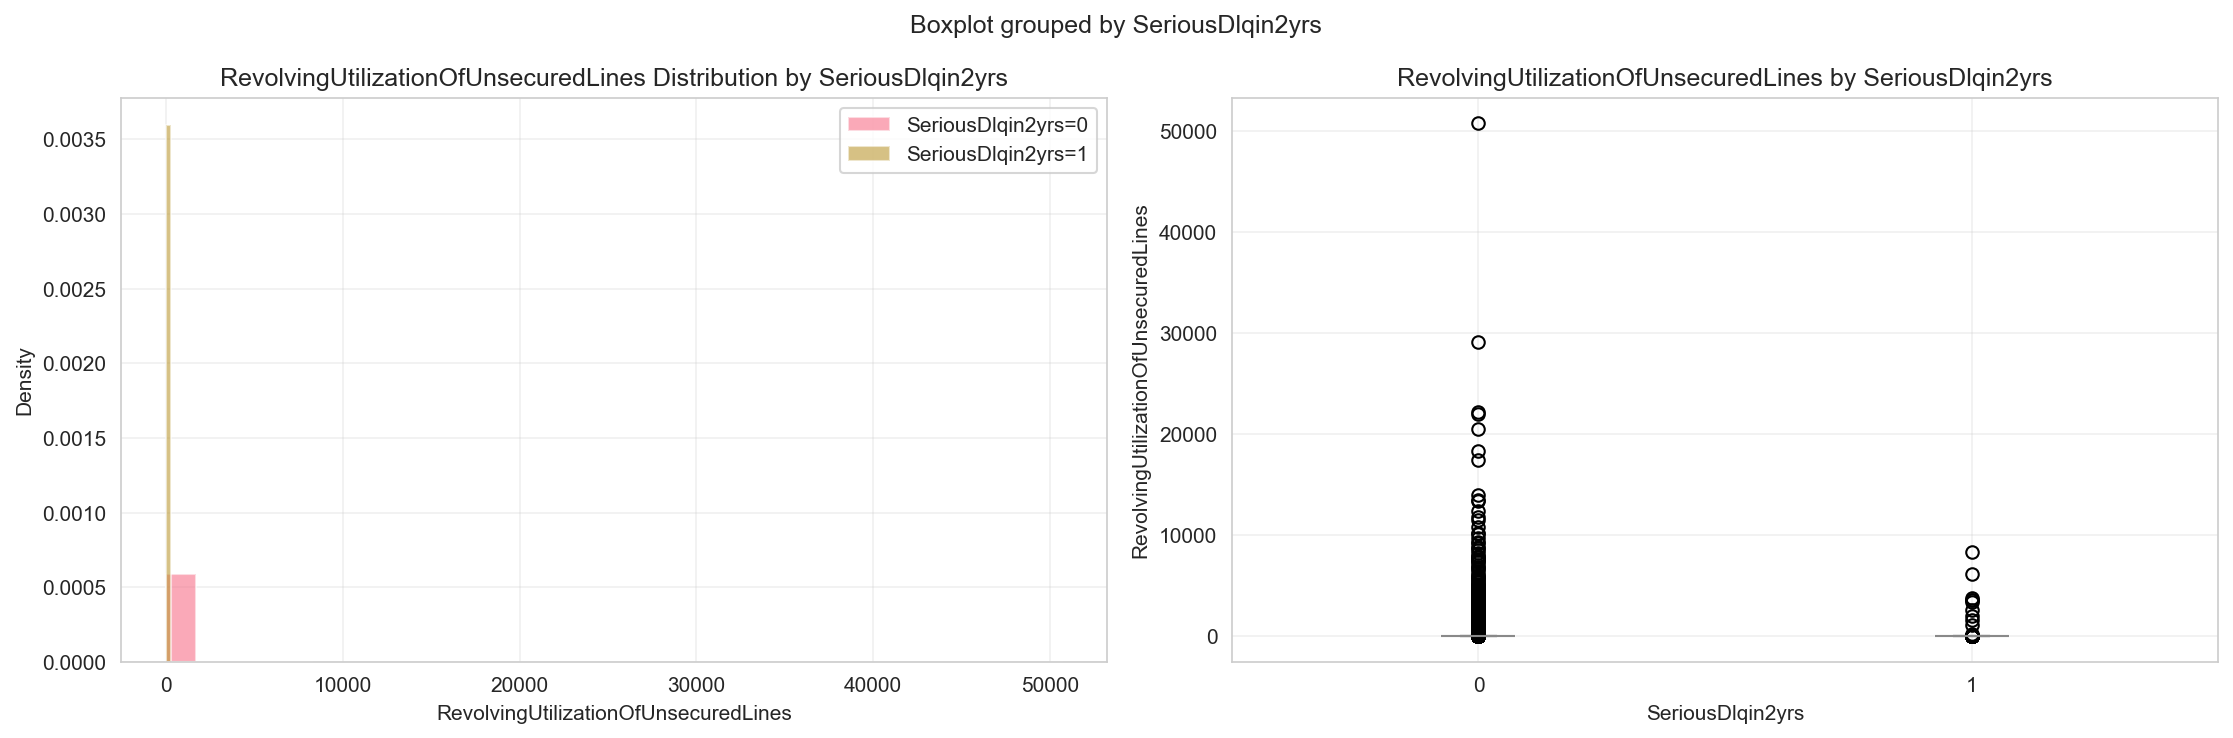 Boxplot grouped by SeriousDlqin2yrs
RevolvingUtilizationOfUnsecuredLines Distribution by SeriousDlqin2yrs
SeriousDlqin2yrs=0
SeriousDlqin2yrs=1
Density
0.0035
0.0030
0.0025
0.0020
0.0015
0.0010
0.0005
0.0000
0 10000 20000 30000 40000 50000
RevolvingUtilizationOfUnsecuredLines
RevolvingUtilizationOfUnsecuredLines by SeriousDlqin2yrs
RevolvingUtilizationOfUnsecuredLines
50000
40000
30000
20000
10000
0
0 1
SeriousDlqin2yrs